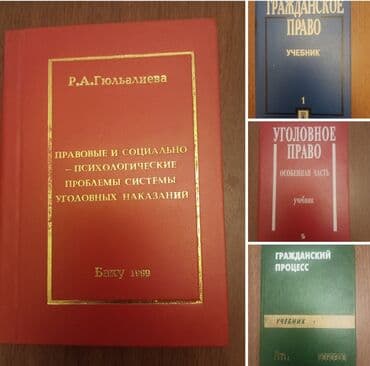 Р.А.Гюльалиева
ПРАВОВЫЕ И СОЦИАЛЬНО
- ПСИХОЛОГИЧЕСКИЕ
ПРОБЛЕМЫ СИСТЕМЫ
УГОЛОВНЫХ НАКАЗАНИЙ
Баку 1999
ГРАЖДАНСКОЕ
ПРАВО
УЧЕБНИК
1
УГОЛОВНОЕ
ПРАВО
ОСОБЕННАЯ ЧАСТЬ
учебник
ГРАЖДАНСКИЙ
ПРОЦЕСС
УЧЕБНИК